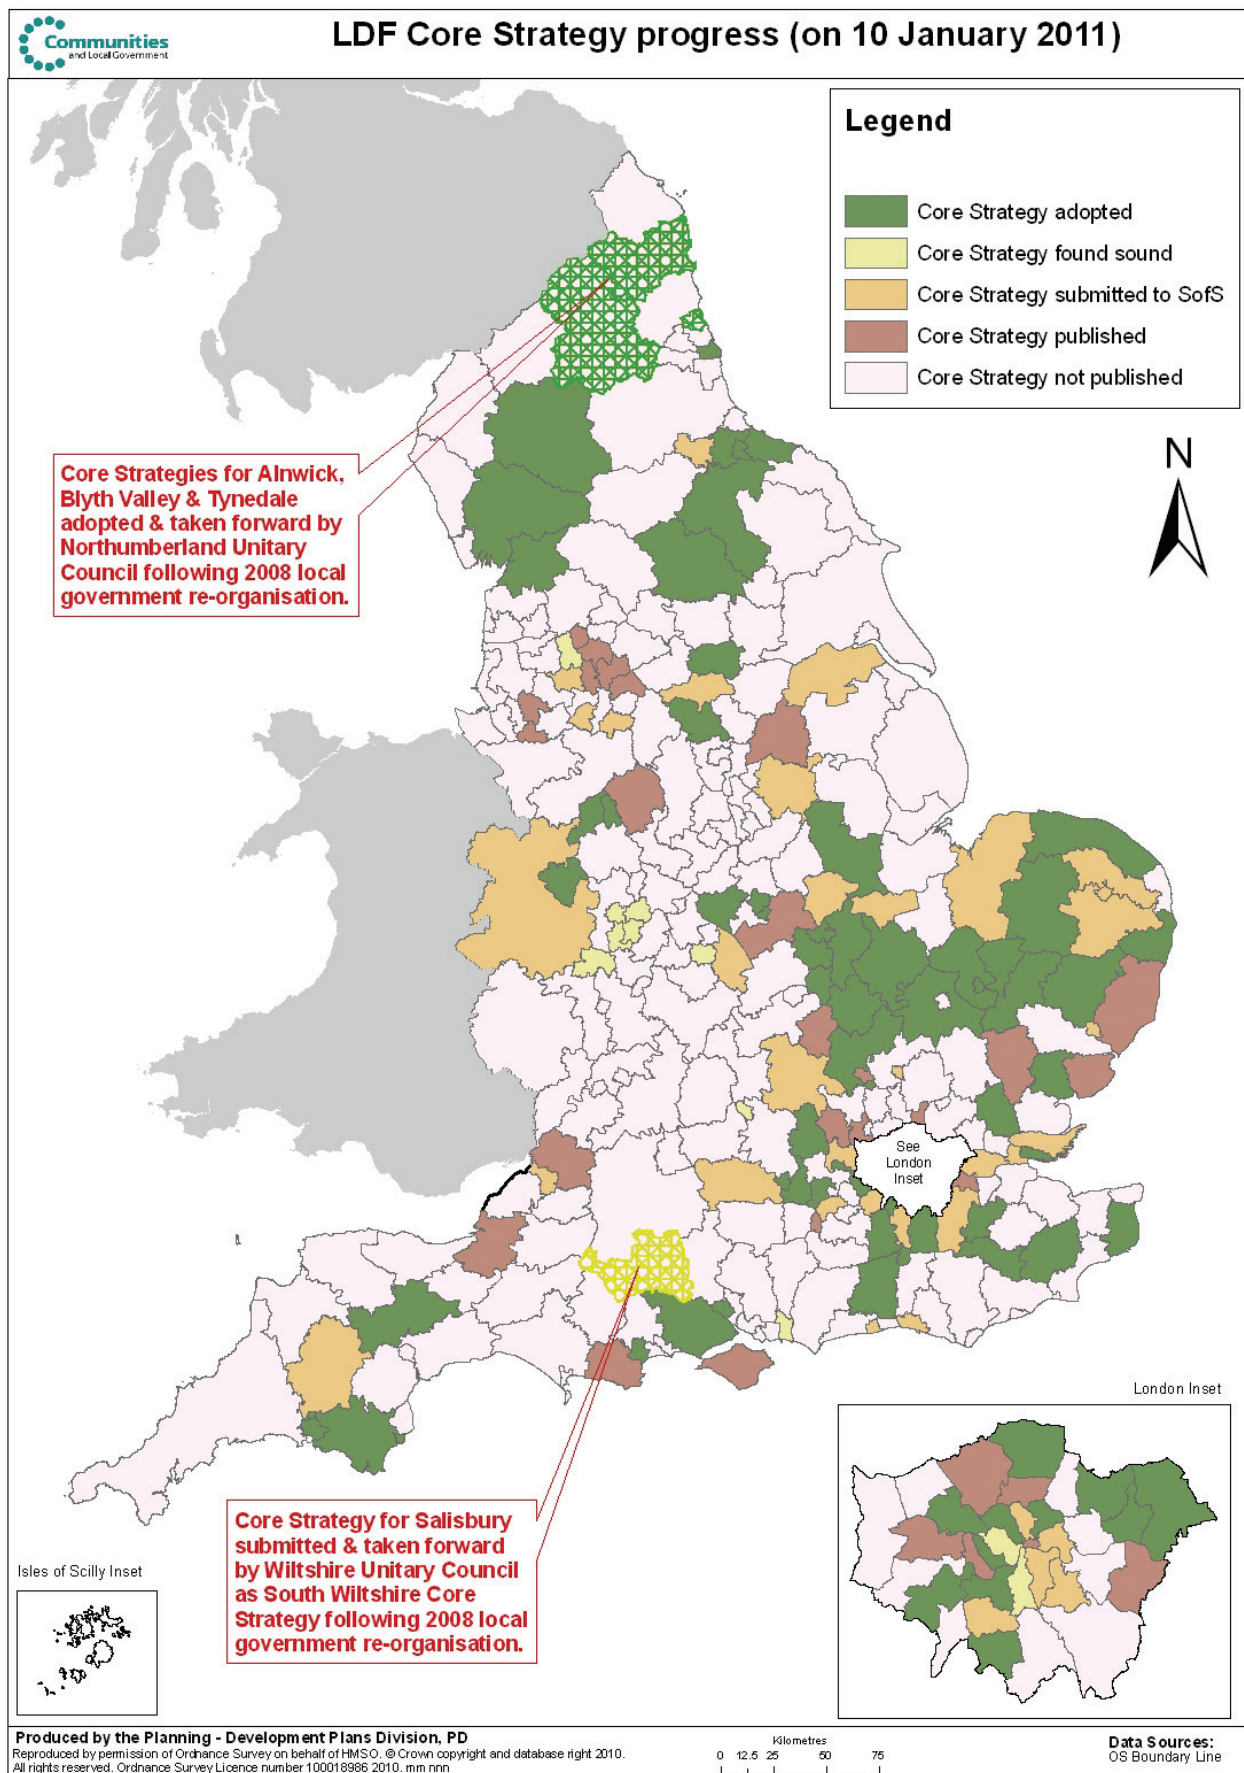 Communities
and Local Government
LDF Core Strategy progress (on 10 January 2011)
Legend
Core Strategy adopted
Core Strategy found sound
Core Strategy submitted to SofS
Core Strategy published
Core Strategy not published
N
Core Strategies for Alnwick,
Blyth Valley & Tynedale
adopted & taken forward by
Northumberland Unitary
Council following 2008 local
government re-organisation.
See
London
Inset
London Inset
Core Strategy for Salisbury
submitted & taken forward
by Wiltshire Unitary Council
as South Wiltshire Core
Strategy following 2008 local
government re-organisation.
Isles of Scilly Inset
Produced by the Planning - Development Plans Division, PD
Reproduced by permission of Ordnance Survey on behalf of HMSO. © Crown copyright and database right 2010.
All rights reserved. Ordnance Survey Licence number 100018986 2010. mm nnn
Kilometres
0 12.5 25 50 75
Data Sources:
OS Boundary Line